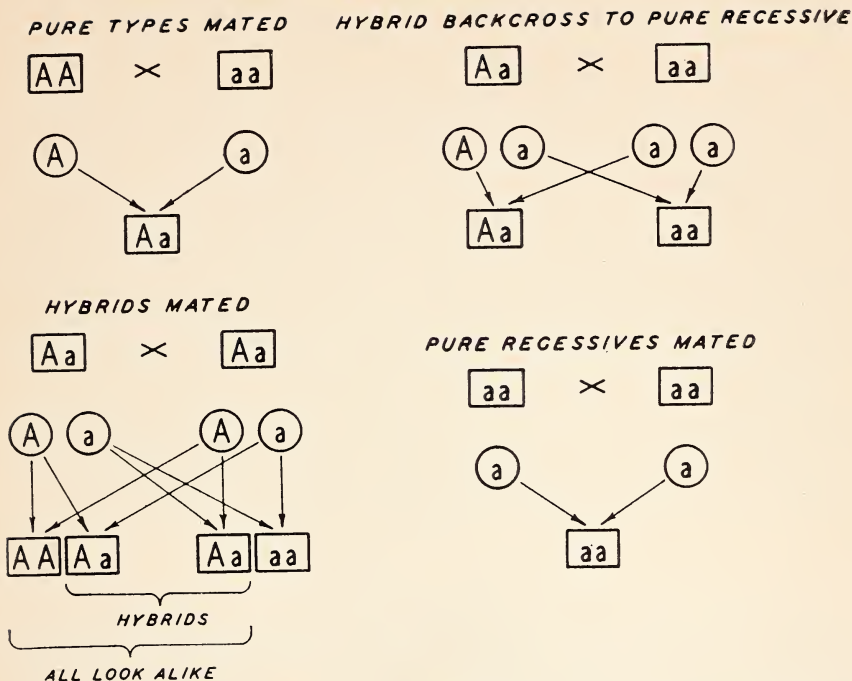 PURE TYPES MATED
AA × aa
A a
Aa
HYBRID BACKCROSS TO PURE RECESSIVE
Aa × aa
A a a a
Aa aa
HYBRIDS MATED
Aa × Aa
A a A a
AA Aa Aa aa
HYBRIDS
ALL LOOK ALIKE
PURE RECESSIVES MATED
aa × aa
a a
aa